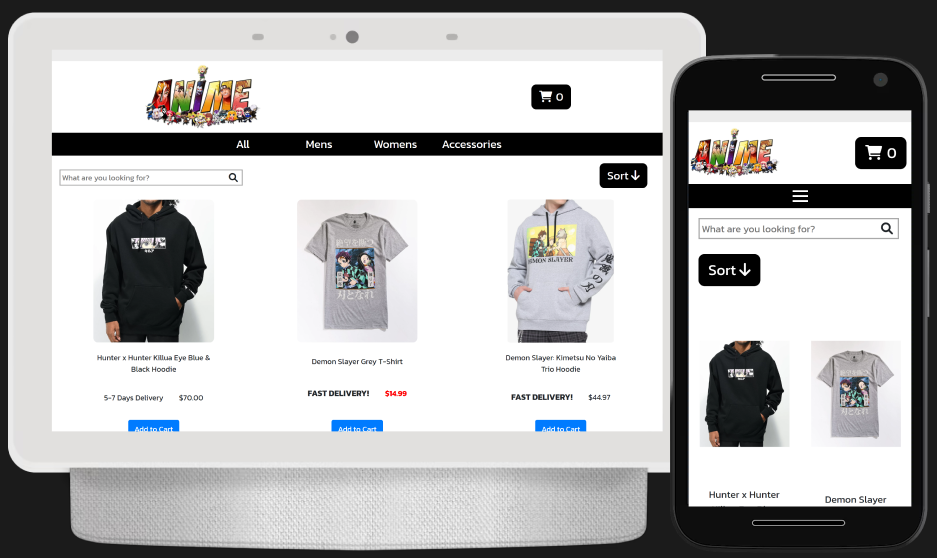 ANIME
0
All Mens Womens Accessories
What are you looking for?
Sort
DEMON SLAYER
Hunter x Hunter Killua Eye Blue &
Black Hoodie
5-7 Days Delivery $70.00
Add to Cart
Demon Slayer Grey T-Shirt
FAST DELIVERY! $14.99
Add to Cart
Demon Slayer: Kimetsu No Yaiba
Trio Hoodie
FAST DELIVERY! $44.97
Add to Cart
ANIME
0
What are you looking for?
Sort
Hunter x Hunter
Demon Slayer